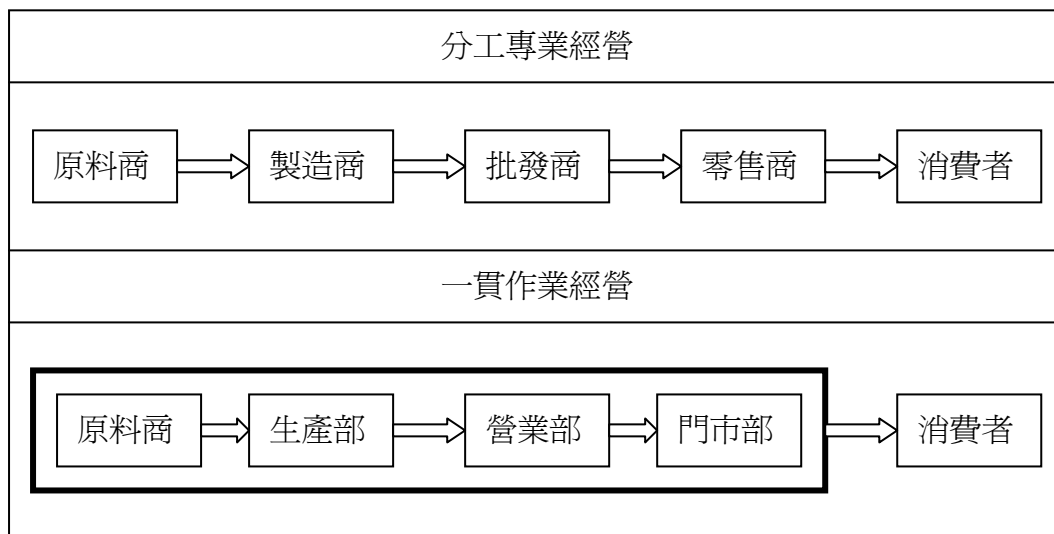 分工專業經營
原料商 製造商 批發商 零售商 消費者
一貫作業經營
原料商 生產部 營業部 門市部 消費者